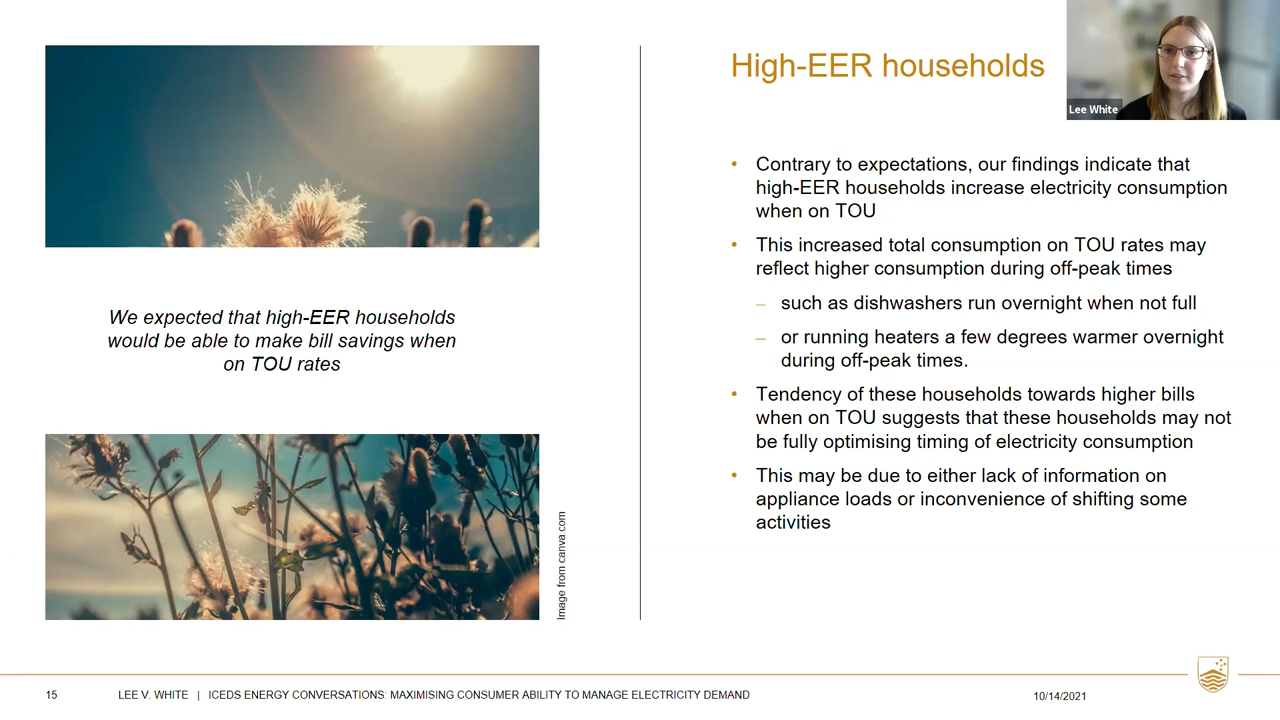 High-EER households
Lee White
We expected that high-EER households
would be able to make bill savings when
on TOU rates
Image from canva.com
• Contrary to expectations, our findings indicate that
high-EER households increase electricity consumption
when on TOU
• This increased total consumption on TOU rates may
reflect higher consumption during off-peak times
– such as dishwashers run overnight when not full
– or running heaters a few degrees warmer overnight
during off-peak times.
• Tendency of these households towards higher bills
when on TOU suggests that these households may not
be fully optimising timing of electricity consumption
• This may be due to either lack of information on
appliance loads or inconvenience of shifting some
activities
15 LEE V. WHITE | ICEDS ENERGY CONVERSATIONS: MAXIMISING CONSUMER ABILITY TO MANAGE ELECTRICITY DEMAND 10/14/2021